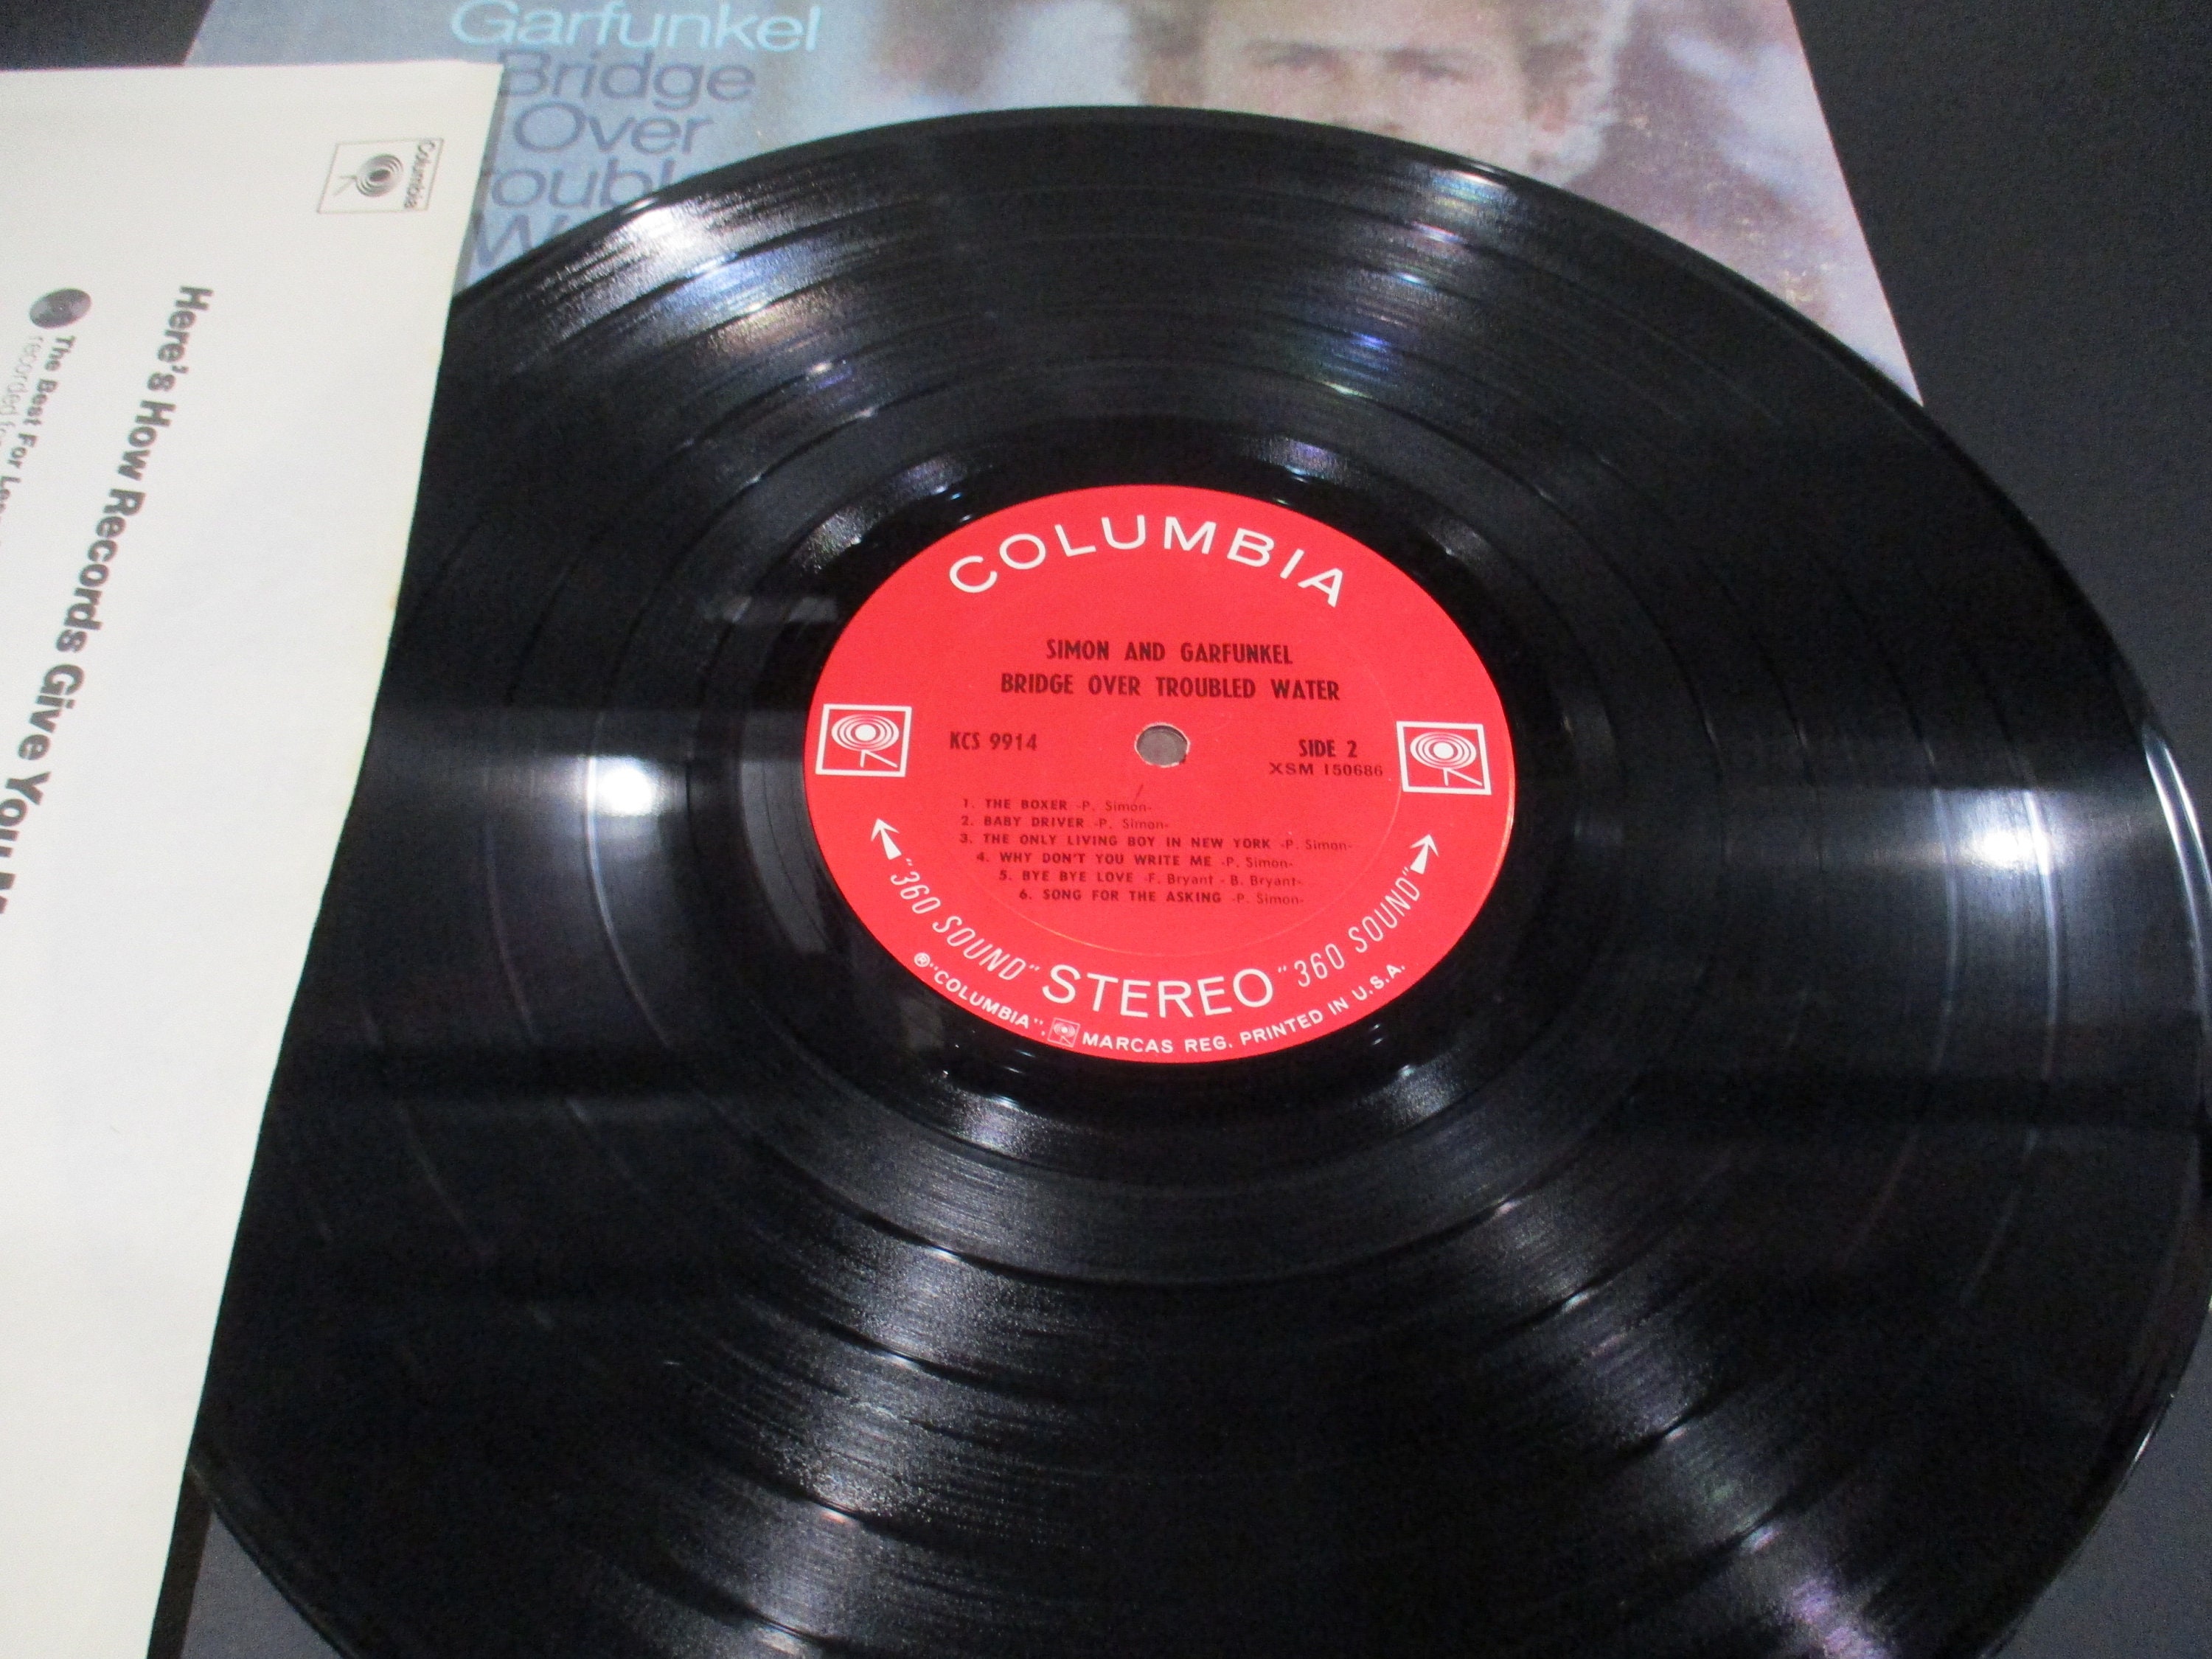 Garfunkel
Bridge
Over
W
Columbia
Here's How Records Give You
The Best For
recorded
COLUMBIA
SIMON AND GARFUNKEL
BRIDGE OVER TROUBLED WATER
KCS 9914
SIDE 2
XSM 150686
1. THE BOXER -P. Simon-
2. BABY DRIVER -P. Simon-
3. THE ONLY LIVING BOY IN NEW YORK -P. Simon-
4. WHY DON'T YOU WRITE ME -P. Simon-
5. BYE BYE LOVE -F. Bryant - B. Bryant-
6. SONG FOR THE ASKING -P. Simon-
"360 SOUND" STEREO "360 SOUND"
®"COLUMBIA", MARCAS REG. PRINTED IN U.S.A.